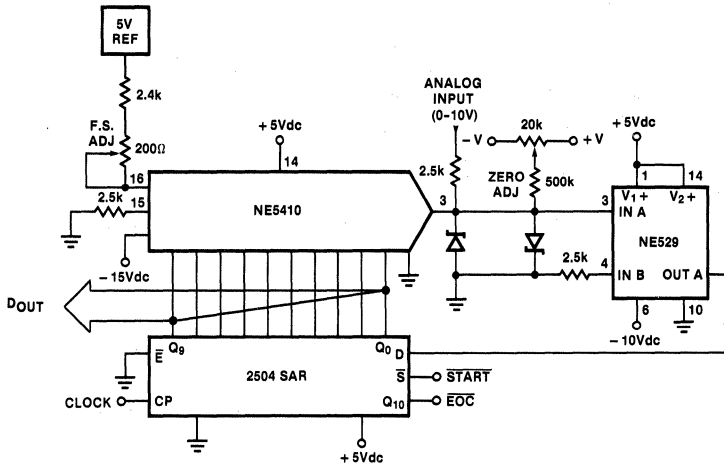 5V
REF
2.4k
F.S.
ADJ
200Ω
16
2.5k
15
-15Vdc
+5Vdc
14
NE5410
3
ANALOG
INPUT
(0-10V)
2.5k
-V
20k
+V
ZERO
ADJ
500k
2.5k
+5Vdc
1
14
V1+
V2+
3
IN A
NE529
4
IN B
OUT A
6
10
-10Vdc
DOUT
Q9
Q0
E
D
2504 SAR
S
START
CLOCK
CP
Q10
EOC
+5Vdc